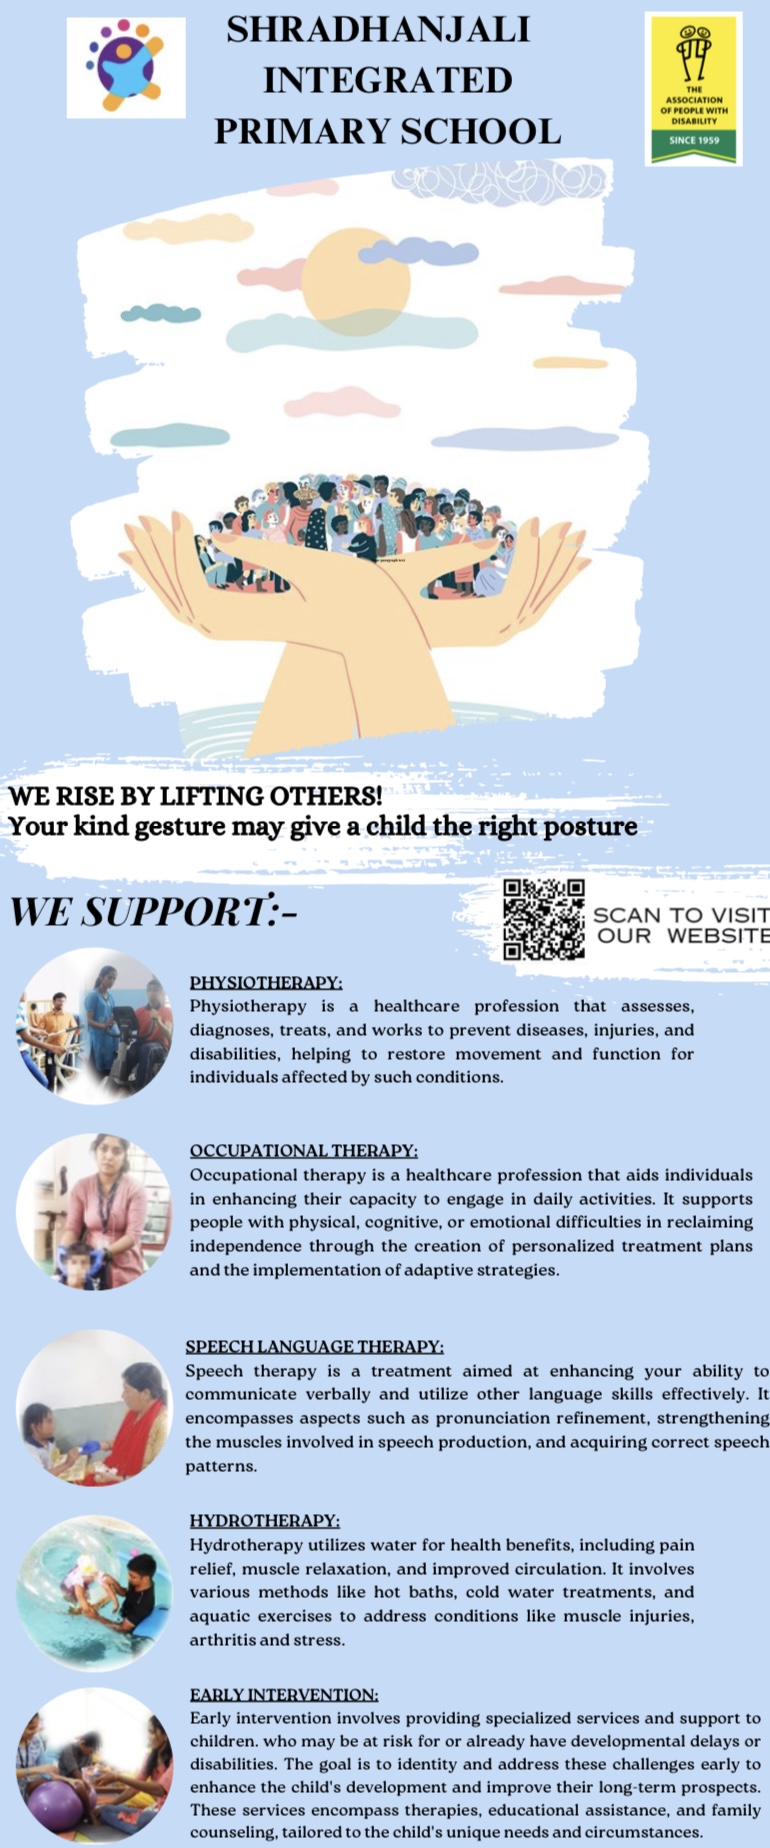 SHRADHANJALI
INTEGRATED
PRIMARY SCHOOL
THE
ASSOCIATION
OF PEOPLE WITH
DISABILITY
SINCE 1959
WE RISE BY LIFTING OTHERS!
Your kind gesture may give a child the right posture
WE SUPPORT:-
SCAN TO VISIT
OUR WEBSITE
PHYSIOTHERAPY:
Physiotherapy is a healthcare profession that assesses,
diagnoses, treats, and works to prevent diseases, injuries, and
disabilities, helping to restore movement and function for
individuals affected by such conditions.
OCCUPATIONAL THERAPY:
Occupational therapy is a healthcare profession that aids individuals
in enhancing their capacity to engage in daily activities. It supports
people with physical, cognitive, or emotional difficulties in reclaiming
independence through the creation of personalized treatment plans
and the implementation of adaptive strategies.
SPEECH LANGUAGE THERAPY:
Speech therapy is a treatment aimed at enhancing your ability to
communicate verbally and utilize other language skills effectively. It
encompasses aspects such as pronunciation refinement, strengthening
the muscles involved in speech production, and acquiring correct speech
patterns.
HYDROTHERAPY:
Hydrotherapy utilizes water for health benefits, including pain
relief, muscle relaxation, and improved circulation. It involves
various methods like hot baths, cold water treatments, and
aquatic exercises to address conditions like muscle injuries,
arthritis and stress.
EARLY INTERVENTION:
Early intervention involves providing specialized services and support to
children. who may be at risk for or already have developmental delays or
disabilities. The goal is to identity and address these challenges early to
enhance the child's development and improve their long-term prospects.
These services encompass therapies, educational assistance, and family
counseling, tailored to the child's unique needs and circumstances.